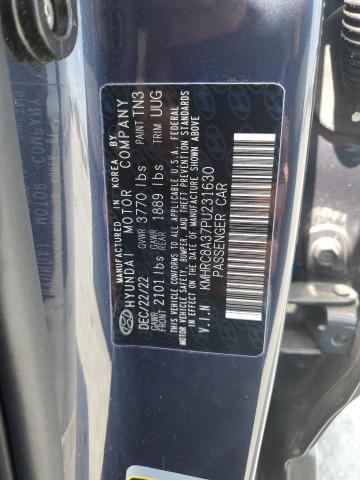 MANUFACTURED IN KOREA BY
HYUNDAI MOTOR COMPANY
DEC/22/22 GVWR 3770 lbs PAINT TN3
GAWR FRONT 2101 lbs GAWR REAR 1889 lbs TRIM UUG
THIS VEHICLE CONFORMS TO ALL APPLICABLE U.S.A. FEDERAL
MOTOR VEHICLE SAFETY, BUMPER, AND THEFT PREVENTION STANDARDS
IN EFFECT ON THE DATE OF MANUFACTURE SHOWN ABOVE
V.I.N KMHRC8A37PU231630
PASSENGER CAR